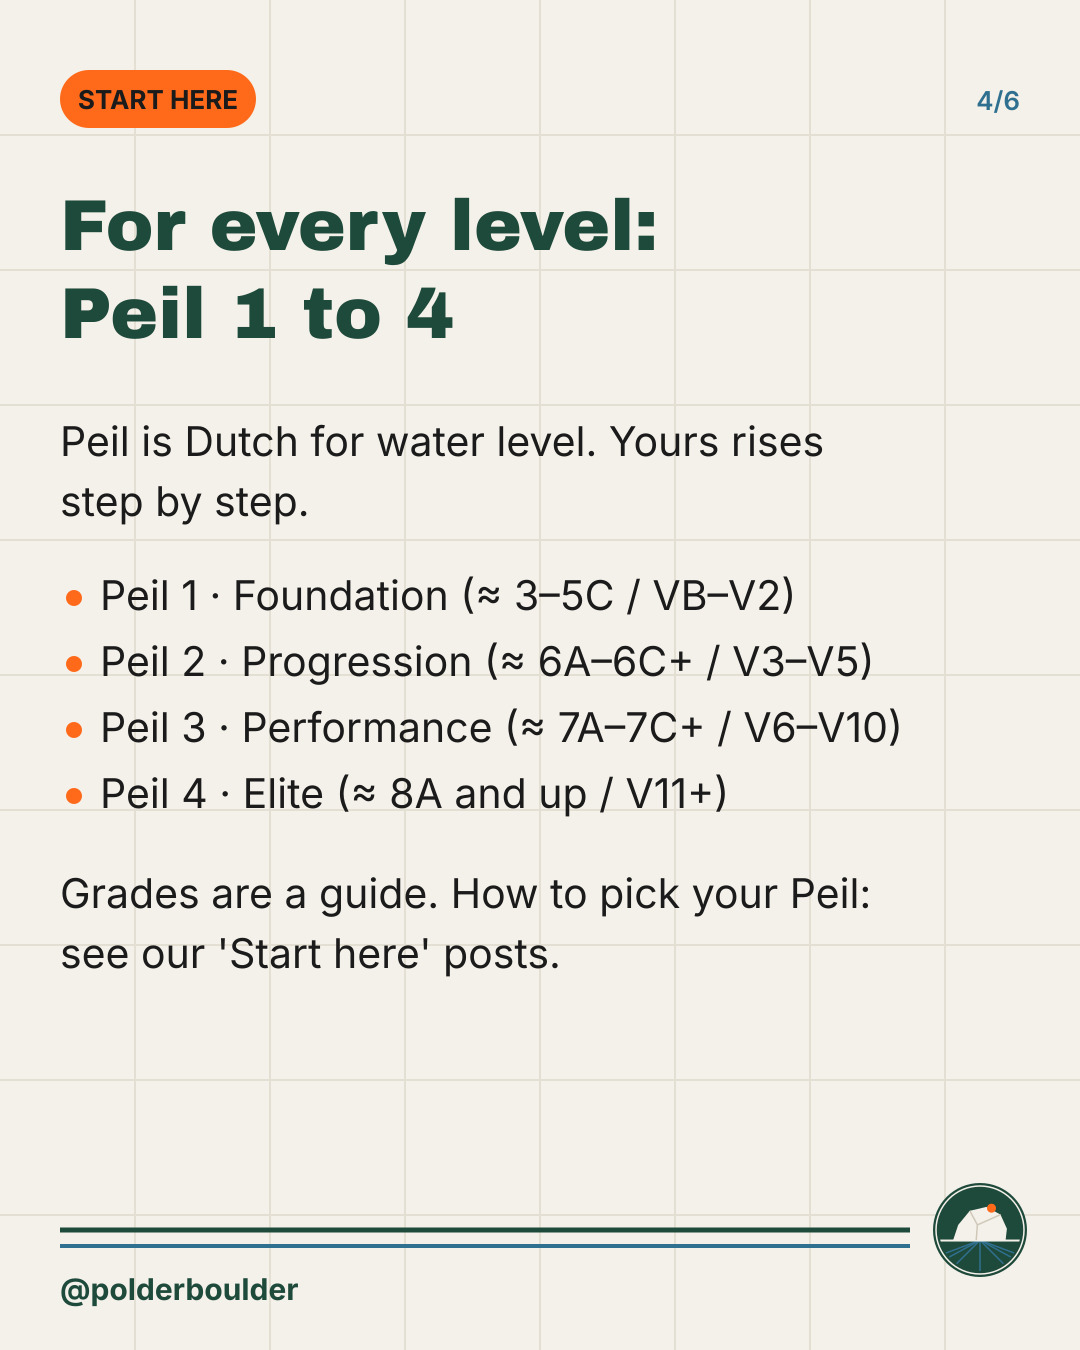 START HERE
4/6
For every level:
Peil 1 to 4
Peil is Dutch for water level. Yours rises
step by step.
Peil 1 · Foundation (≈ 3–5C / VB–V2)
Peil 2 · Progression (≈ 6A–6C+ / V3–V5)
Peil 3 · Performance (≈ 7A–7C+ / V6–V10)
Peil 4 · Elite (≈ 8A and up / V11+)
Grades are a guide. How to pick your Peil:
see our 'Start here' posts.
@polderboulder